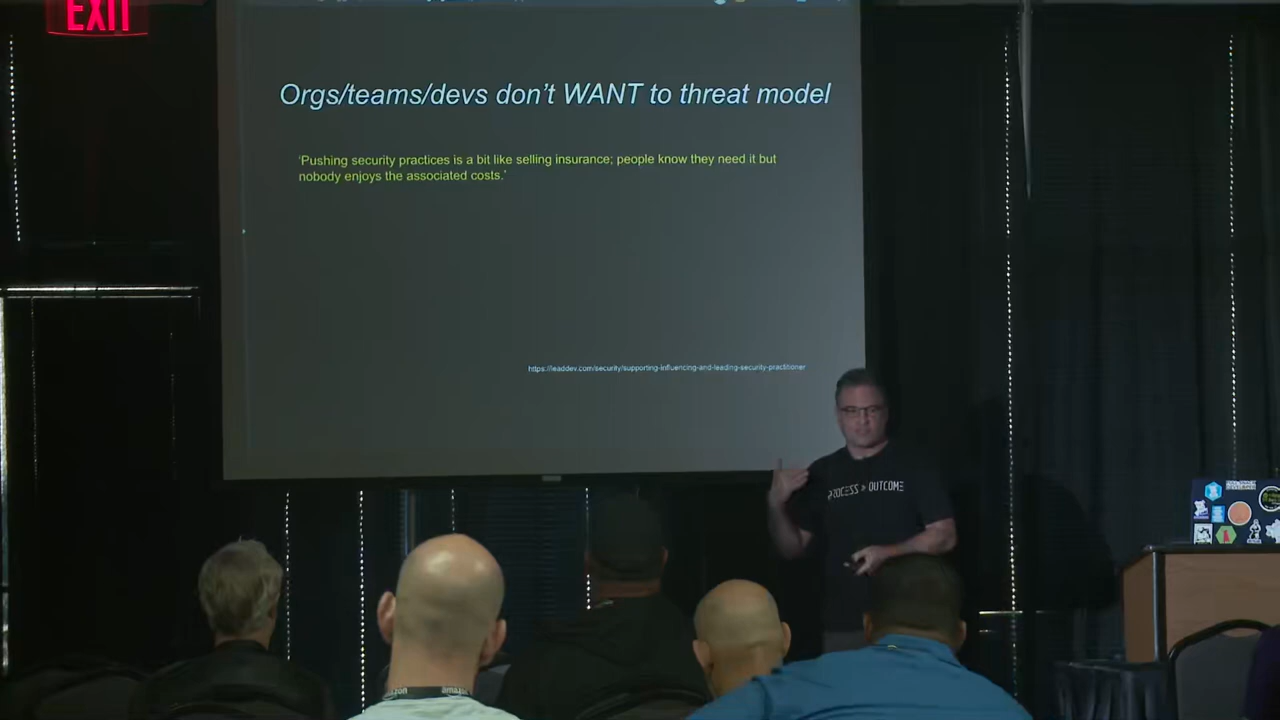 EXIT
Orgs/teams/devs don't WANT to threat model
'Pushing security practices is a bit like selling insurance; people know they need it but
nobody enjoys the associated costs.'
https://leaddev.com/security/supporting-influencing-and-leading-security-practitioner
PROCESS > OUTCOME
zon amazon